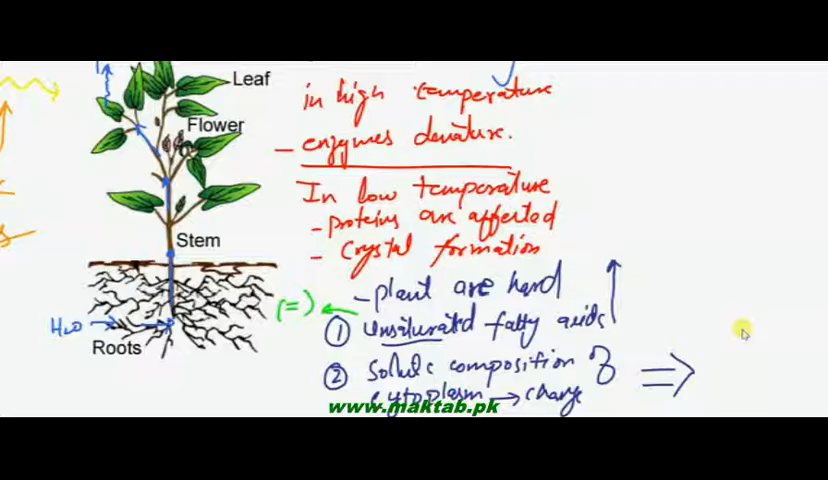 in high temperature
Leaf
Flower
- enzymes denature.
In low temperature
- proteins are affected
Stem
- Crystal formation
- plant are hard
(=)
① Unsaturated fatty acids
H2O
Roots
② Solute composition of
cytoplasm → change
www.maktab.pk